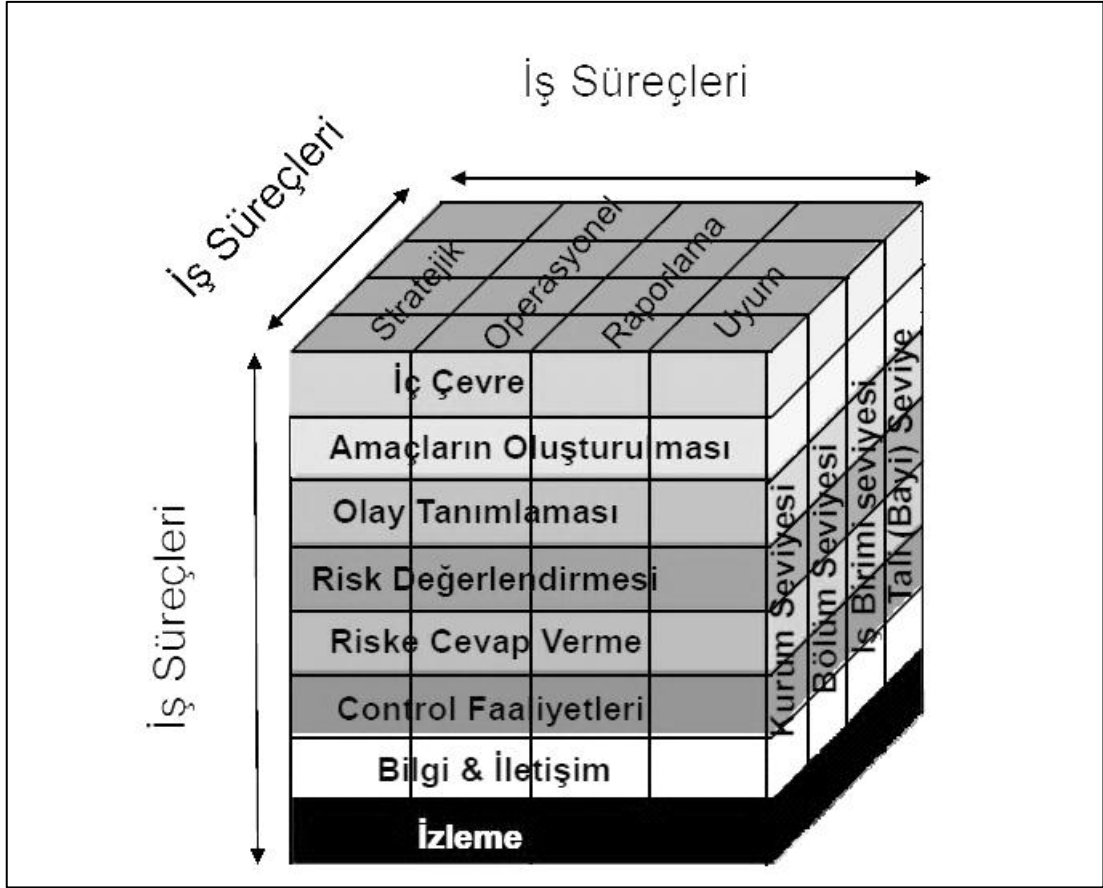 İş Süreçleri
İş Süreçleri
Stratejik
Operasyonel
Raporlama
Uyum
İş Süreçleri
İç Çevre
Amaçların Oluşturulması
Olay Tanımlaması
Risk Değerlendirmesi
Riske Cevap Verme
Control Faaliyetleri
Bilgi & İletişim
İzleme
Kurum Seviyesi
Bölüm Seviyesi
İş Birimi seviyesi
Tali (Bayi) Seviye